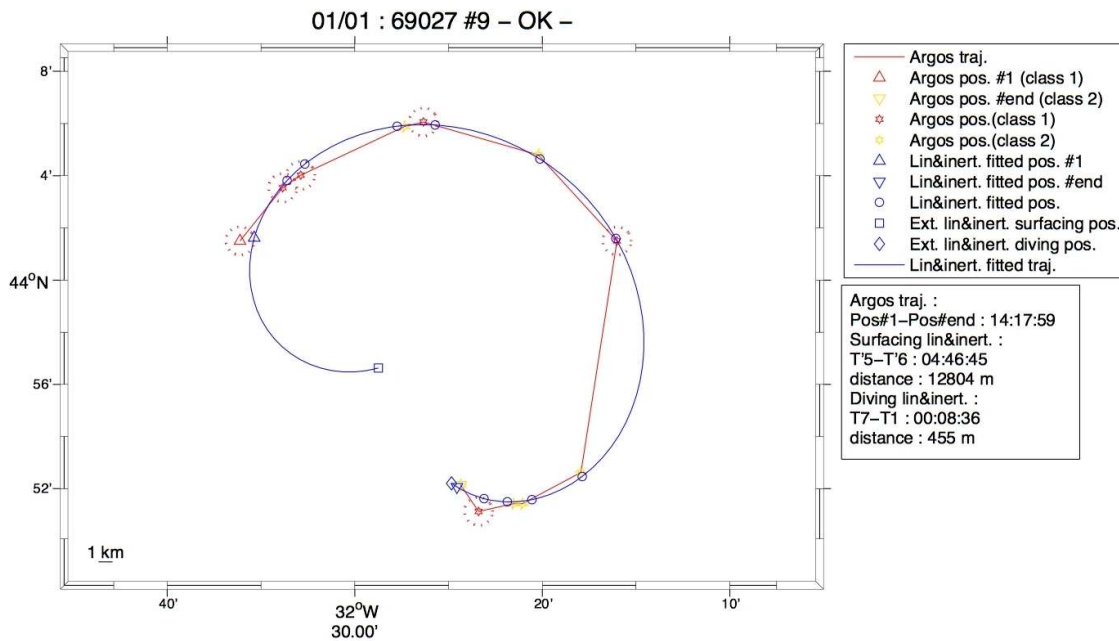 01/01 : 69027 #9 – OK –
8'
4'
44°N
56'
52'
1 km
40'
32°W
30.00'
20'
10'
Argos traj.
Argos pos. #1 (class 1)
Argos pos. #end (class 2)
Argos pos.(class 1)
Argos pos.(class 2)
Lin&inert. fitted pos. #1
Lin&inert. fitted pos. #end
Lin&inert. fitted pos.
Ext. lin&inert. surfacing pos.
Ext. lin&inert. diving pos.
Lin&inert. fitted traj.
Argos traj. :
Pos#1–Pos#end : 14:17:59
Surfacing lin&inert. :
T'5–T'6 : 04:46:45
distance : 12804 m
Diving lin&inert. :
T7–T1 : 00:08:36
distance : 455 m